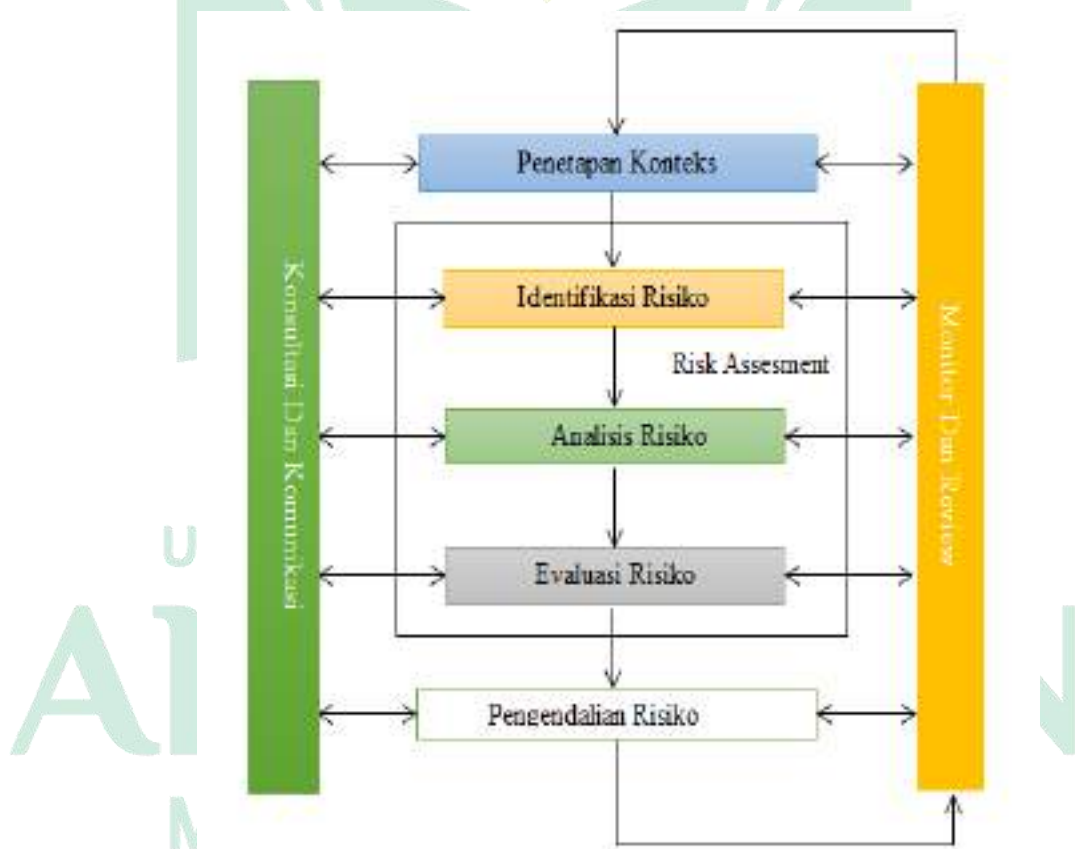 Penetapan Konteks
Identifikasi Risiko
Risk Assesment
Analisis Risiko
Evaluasi Risiko
Pengendalian Risiko
Konsultasi Dan Komunikasi
Monitor Dan Review